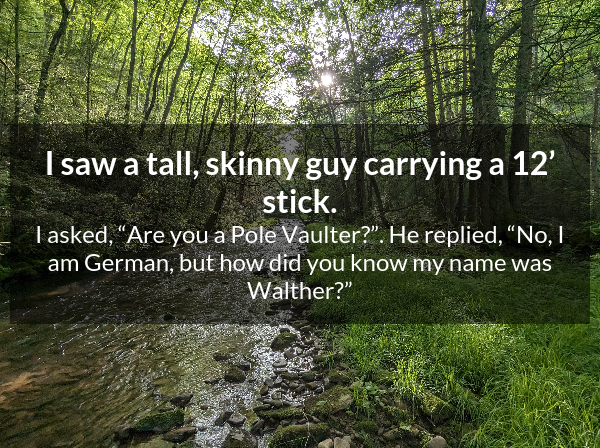 I saw a tall, skinny guy carrying a 12’
stick.
I asked, “Are you a Pole Vaulter?”. He replied, “No, I
am German, but how did you know my name was
Walther?”